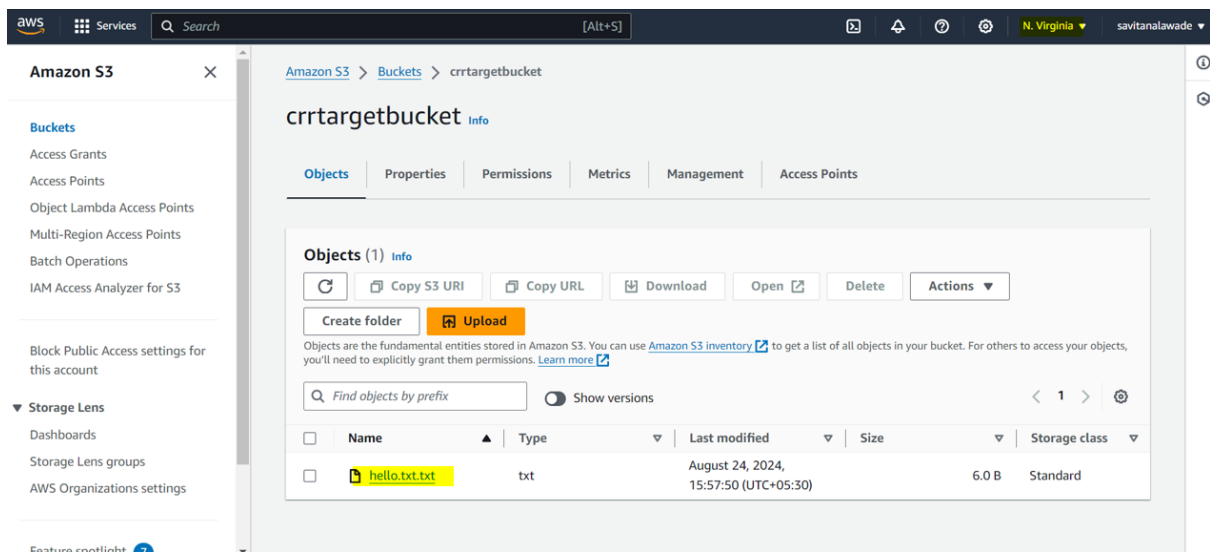 aws Services Search [Alt+S] N. Virginia ▼ savitanalawade ▼
Amazon S3
Buckets
Access Grants
Access Points
Object Lambda Access Points
Multi-Region Access Points
Batch Operations
IAM Access Analyzer for S3
Block Public Access settings for
this account
▼ Storage Lens
Dashboards
Storage Lens groups
AWS Organizations settings
Feature spotlight 7
Amazon S3 > Buckets > crrtargetbucket
crrtargetbucket Info
Objects Properties Permissions Metrics Management Access Points
Objects (1) Info
Copy S3 URI Copy URL Download Open Delete Actions ▼
Create folder Upload
Objects are the fundamental entities stored in Amazon S3. You can use Amazon S3 inventory to get a list of all objects in your bucket. For others to access your objects,
you'll need to explicitly grant them permissions. Learn more
Find objects by prefix Show versions < 1 >
Name Type Last modified Size Storage class
hello.txt.txt txt August 24, 2024, 6.0 B Standard
15:57:50 (UTC+05:30)